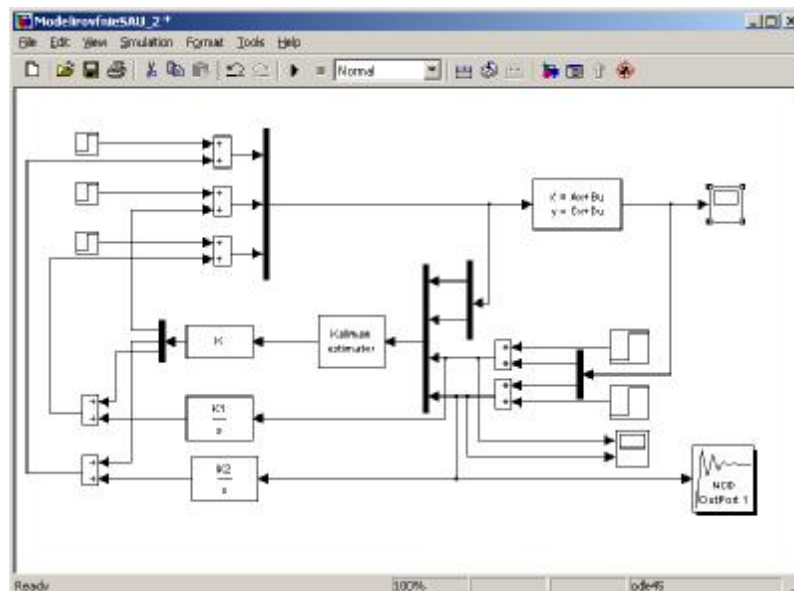 ModelirovfnieSAU_2 *
File Edit View Simulation Format Tools Help
Normal
x' = Ax+Bu
y = Cx+Du
Kalman
estimator
K
K1
s
K2
s
NCD
OutPort 1
Ready 100% ode45